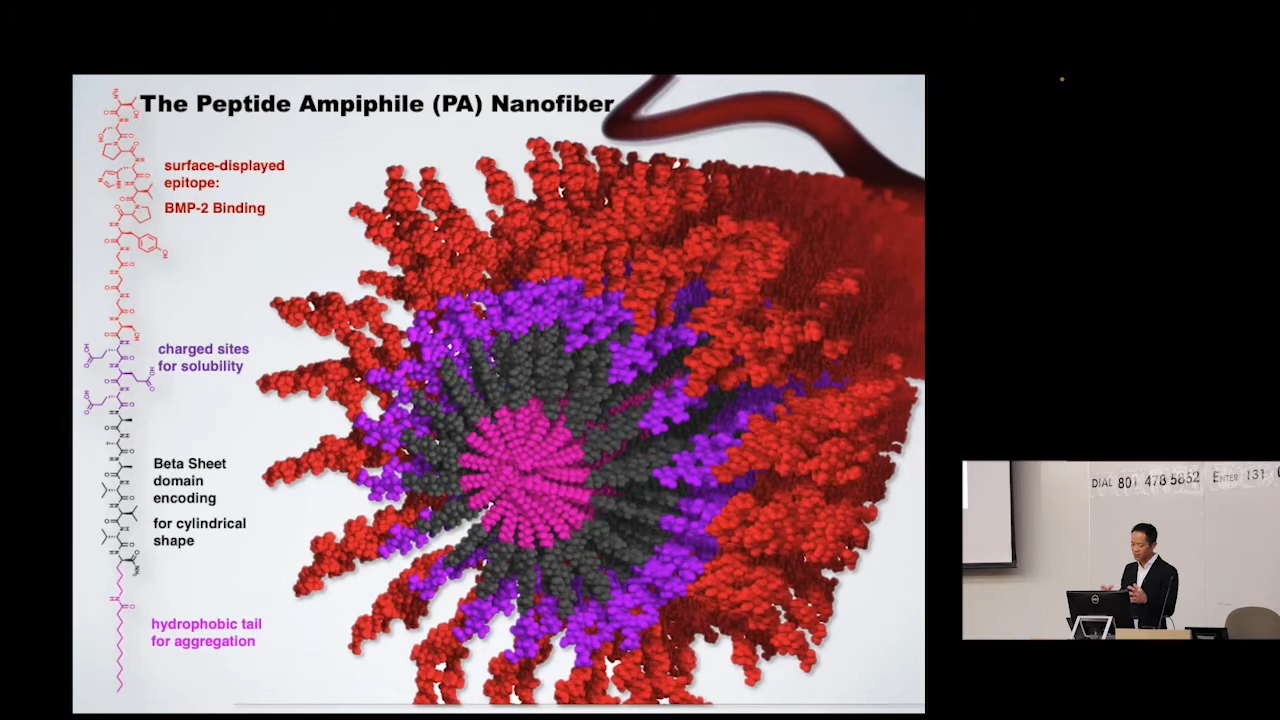 The Peptide Ampiphile (PA) Nanofiber
surface-displayed
epitope:
BMP-2 Binding
charged sites
for solubility
Beta Sheet
domain
encoding
for cylindrical
shape
hydrophobic tail
for aggregation
DIAL 801 478 5852 ENTER 131
DELL